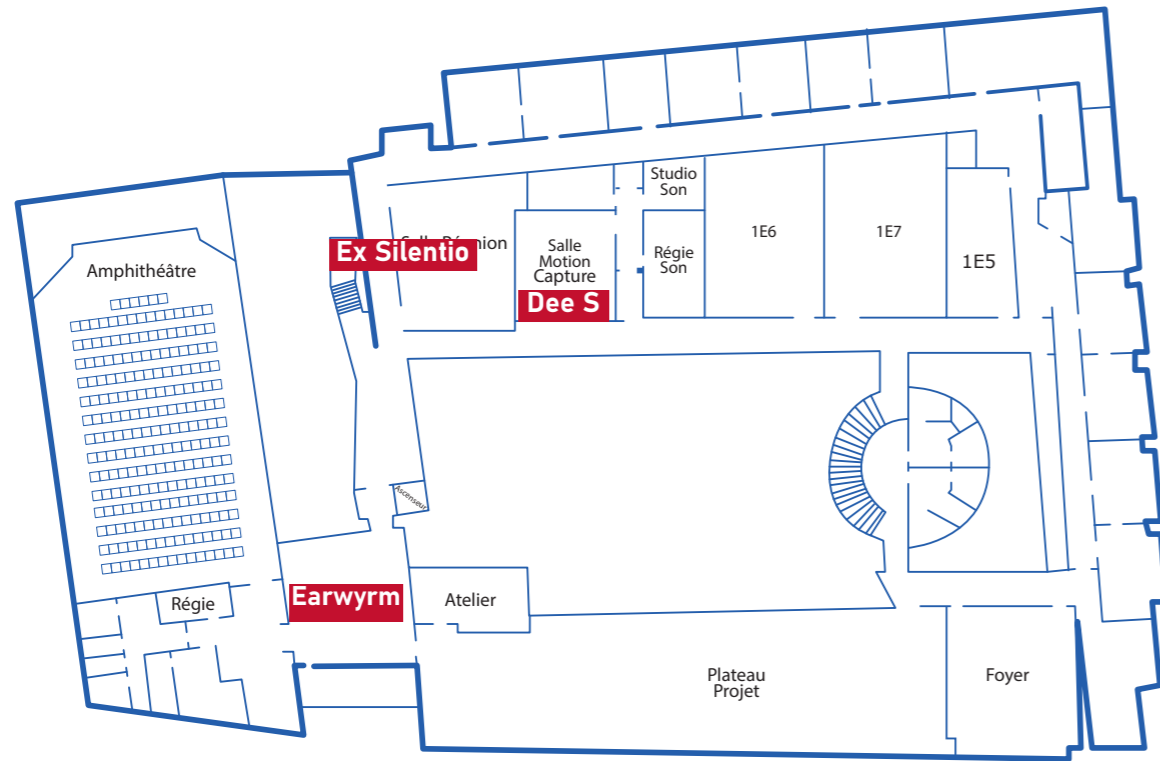 Studio
Son
Ex Silentio
Salle
Motion
Capture
Dee S
Régie
Son
1E6
1E7
1E5
Amphithéâtre
Ascenseur
Earwyrm
Régie
Atelier
Plateau
Projet
Foyer